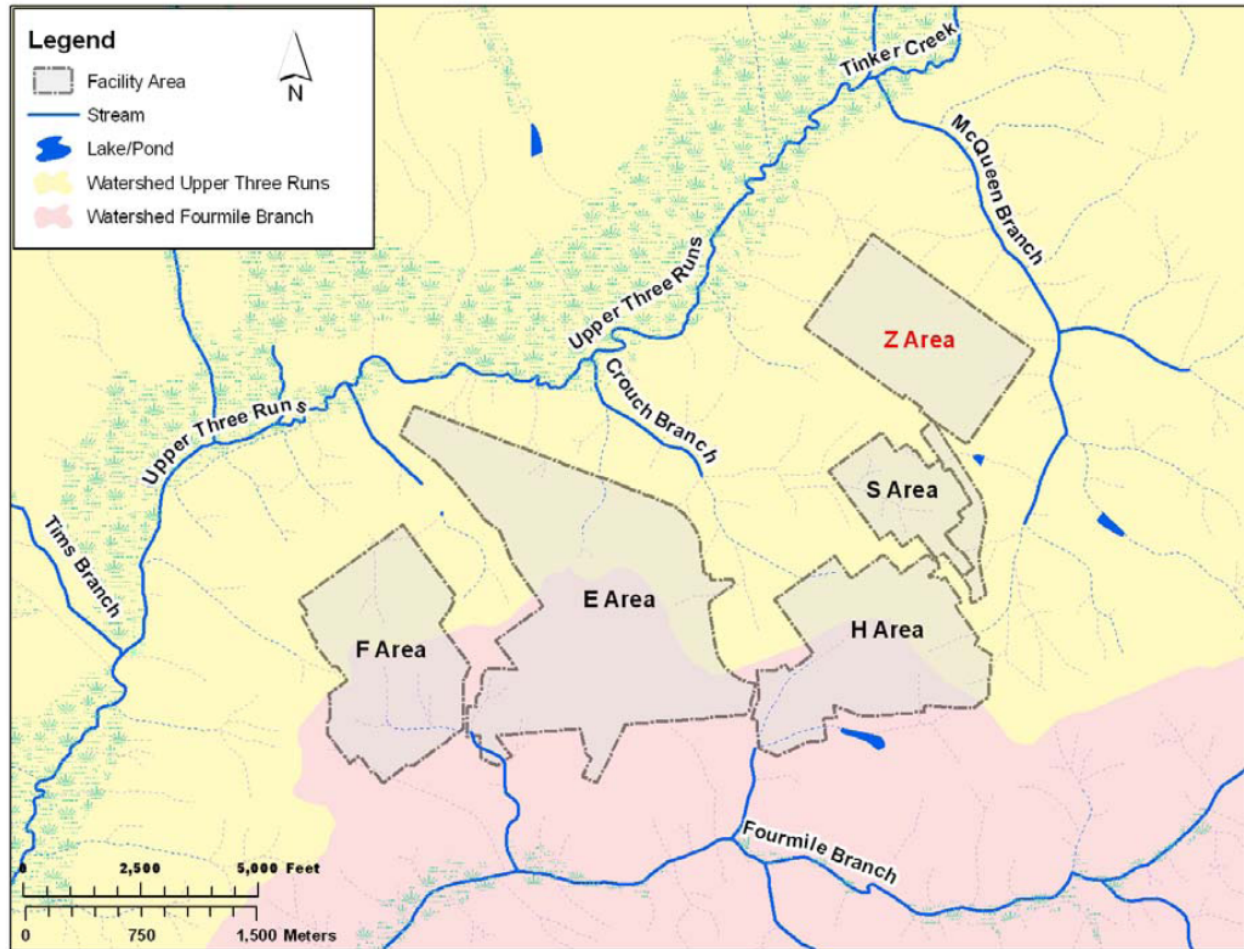 Legend
Facility Area
Stream
Lake/Pond
Watershed Upper Three Runs
Watershed Fourmile Branch
N
Tinker Creek
McQueen Branch
Upper Three Runs
Z Area
Crouch Branch
Upper Three Runs
S Area
Tims Branch
E Area
F Area
H Area
Fourmile Branch
0 2,500 5,000 Feet
0 750 1,500 Meters